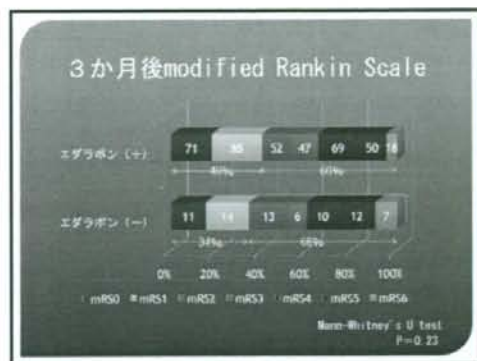 3か月後modified Rankin Scale
エダラボン (+)
71 52 47 69 50 18
40% 60%
エダラボン (-)
11 14 13 6 10 12 7
34% 66%
0% 20% 40% 60% 80% 100%
mRS0 mRS1 mRS2 mRS3 mRS4 mRS5 mRS6
Mann-Whitney's U test
P=0.23